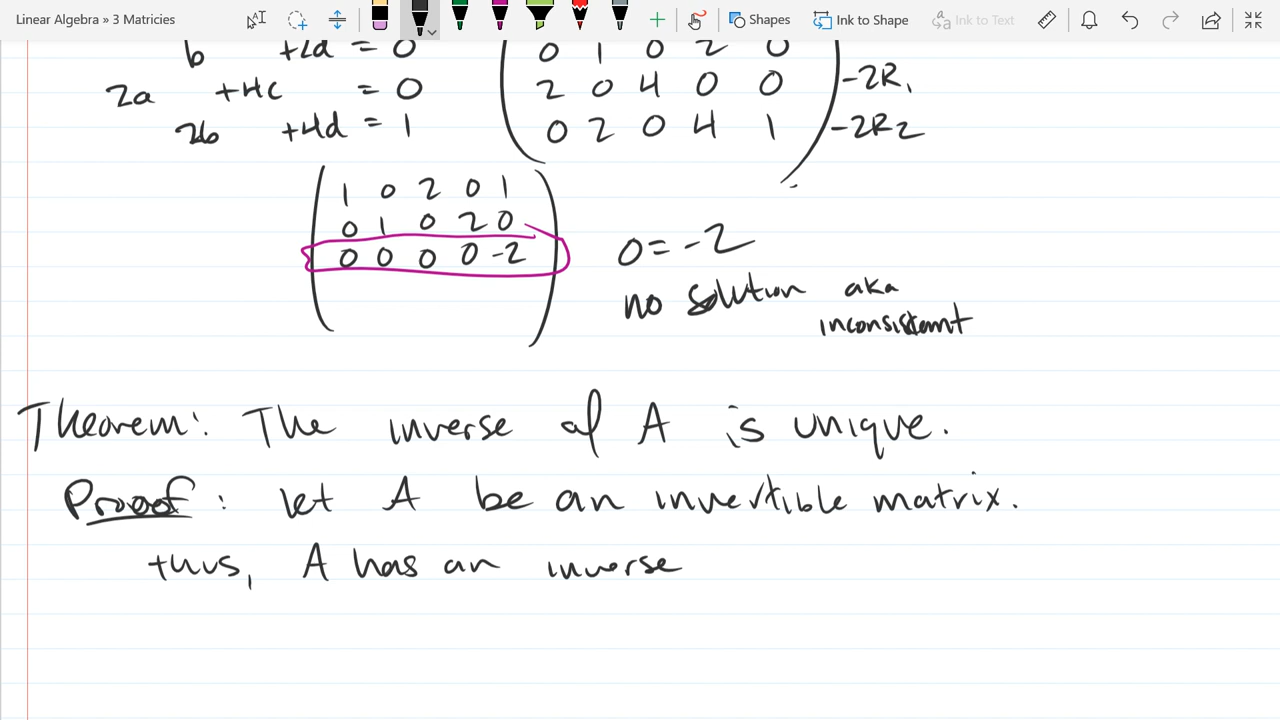 Linear Algebra » 3 Matricies
Shapes
Ink to Shape
Ink to Text
b +2d = 0
0 1 0 2 0
2a +4c = 0
2 0 4 0 0 -2R1
2b +4d = 1
0 2 0 4 1 -2R2
1 0 2 0 1
0 1 0 2 0
0 0 0 0 -2
0 = -2
no solution aka
inconsistent
Theorem: The inverse of A is unique.
Proof: let A be an invertible matrix.
thus, A has an inverse